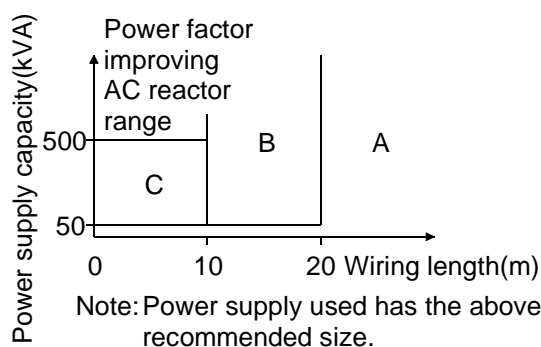 Power factor
improving
AC reactor
range
Power supply capacity(kVA)
500
B
A
C
50
0
10
20
Wiring length(m)
Note: Power supply used has the above
recommended size.